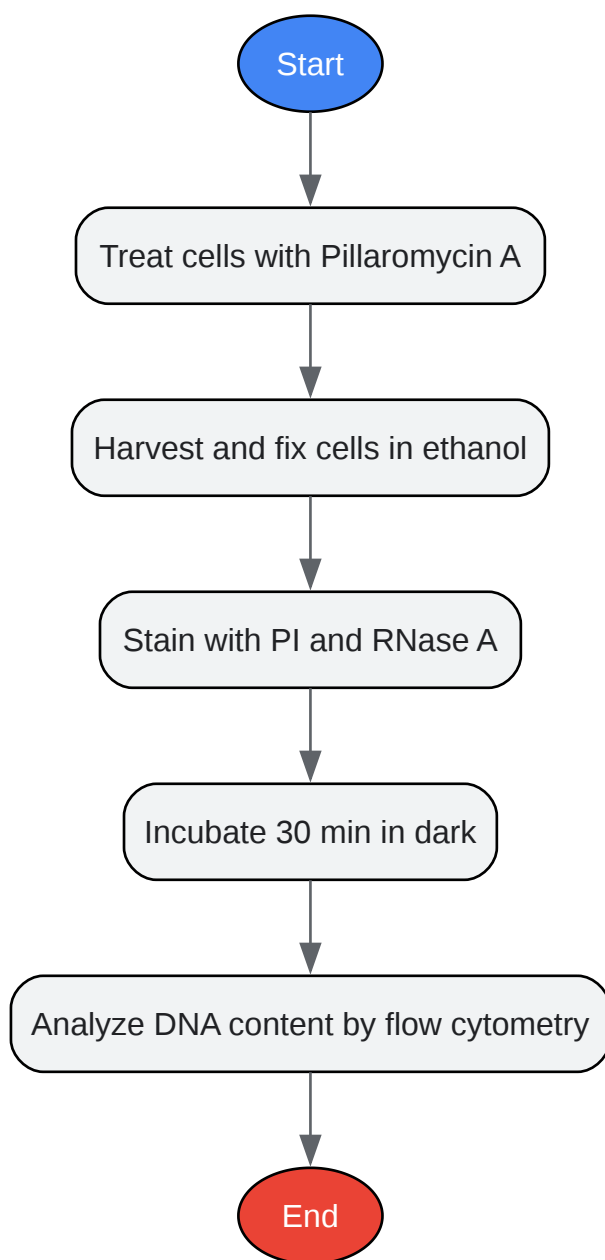 Start
Treat cells with Pillaromycin A
Harvest and fix cells in ethanol
Stain with PI and RNase A
Incubate 30 min in dark
Analyze DNA content by flow cytometry
End